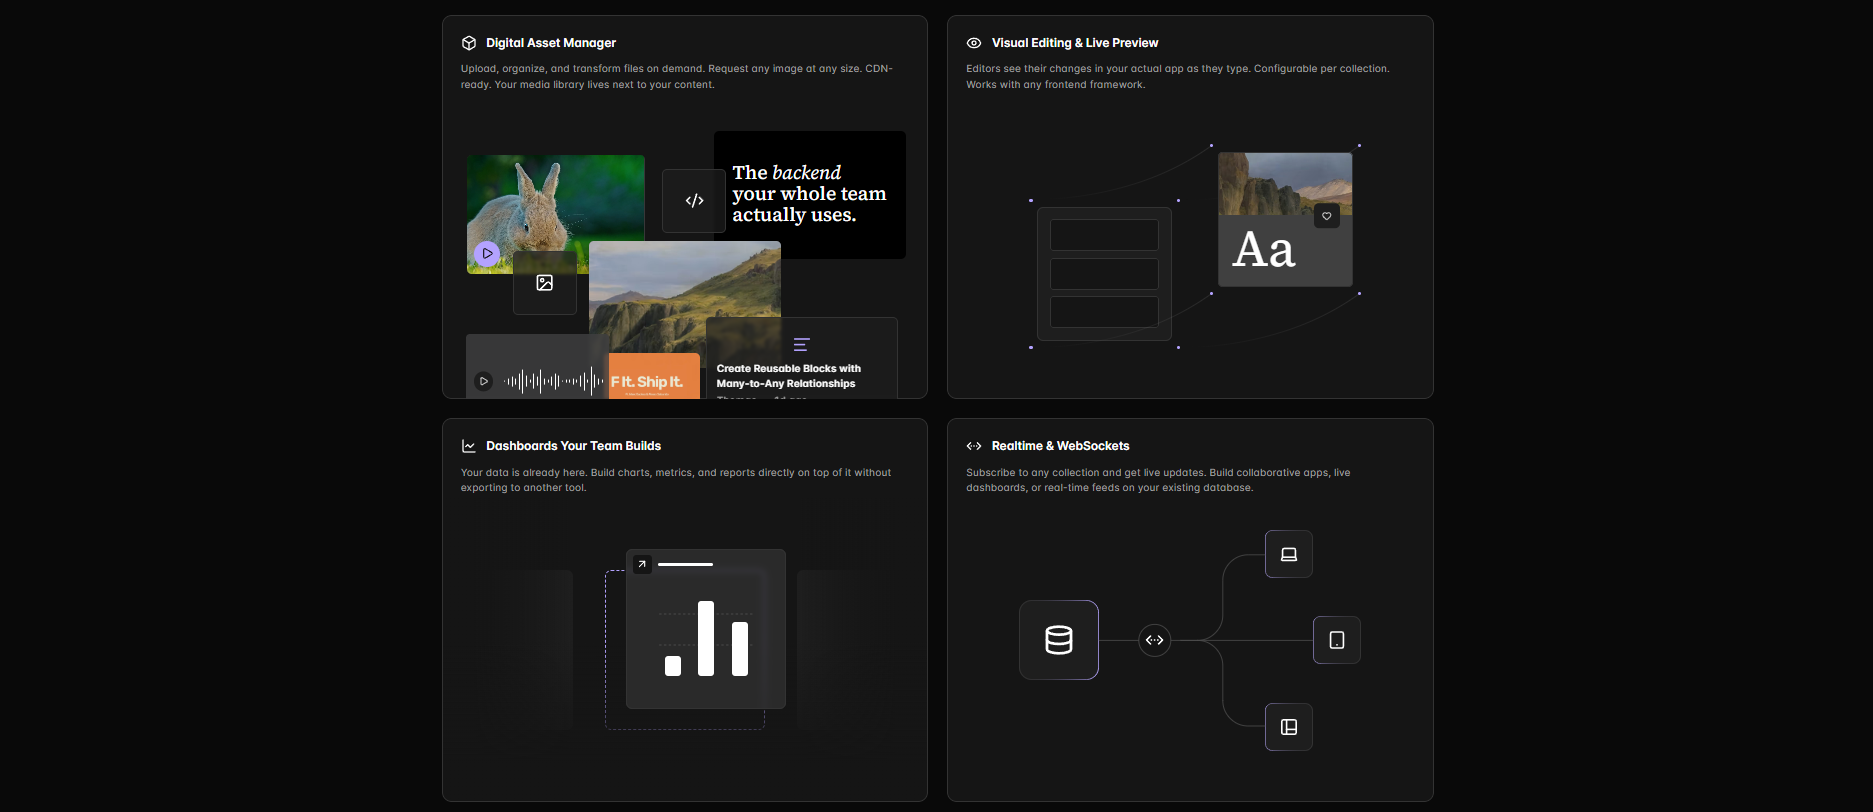 Digital Asset Manager
Upload, organize, and transform files on demand. Request any image at any size. CDN-
ready. Your media library lives next to your content.
The backend
your whole team
actually uses.
F It. Ship It.
Create Reusable Blocks with
Many-to-Any Relationships
Visual Editing & Live Preview
Editors see their changes in your actual app as they type. Configurable per collection.
Works with any frontend framework.
Aa
Dashboards Your Team Builds
Your data is already here. Build charts, metrics, and reports directly on top of it without
exporting to another tool.
Realtime & WebSockets
Subscribe to any collection and get live updates. Build collaborative apps, live
dashboards, or real-time feeds on your existing database.